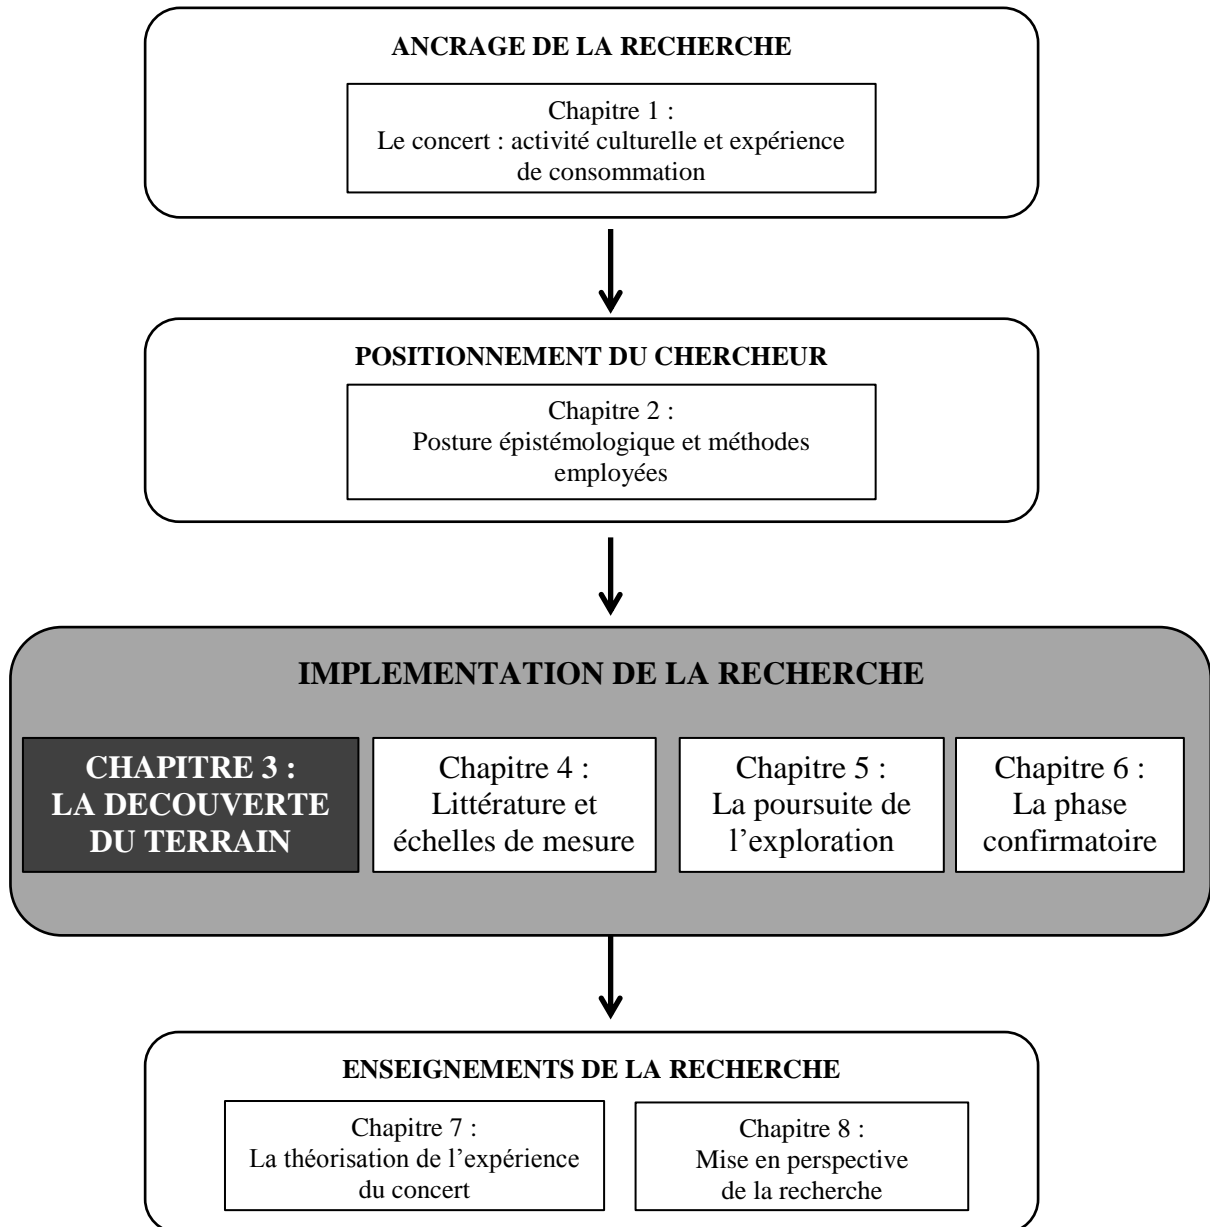 ANCRAGE DE LA RECHERCHE
Chapitre 1 :
Le concert : activité culturelle et expérience
de consommation
POSITIONNEMENT DU CHERCHEUR
Chapitre 2 :
Posture épistémologique et méthodes
employées
IMPLEMENTATION DE LA RECHERCHE
CHAPITRE 3 :
LA DECOUVERTE
DU TERRAIN
Chapitre 4 :
Littérature et
échelles de mesure
Chapitre 5 :
La poursuite de
l’exploration
Chapitre 6 :
La phase
confirmatoire
ENSEIGNEMENTS DE LA RECHERCHE
Chapitre 7 :
La théorisation de l’expérience
du concert
Chapitre 8 :
Mise en perspective
de la recherche